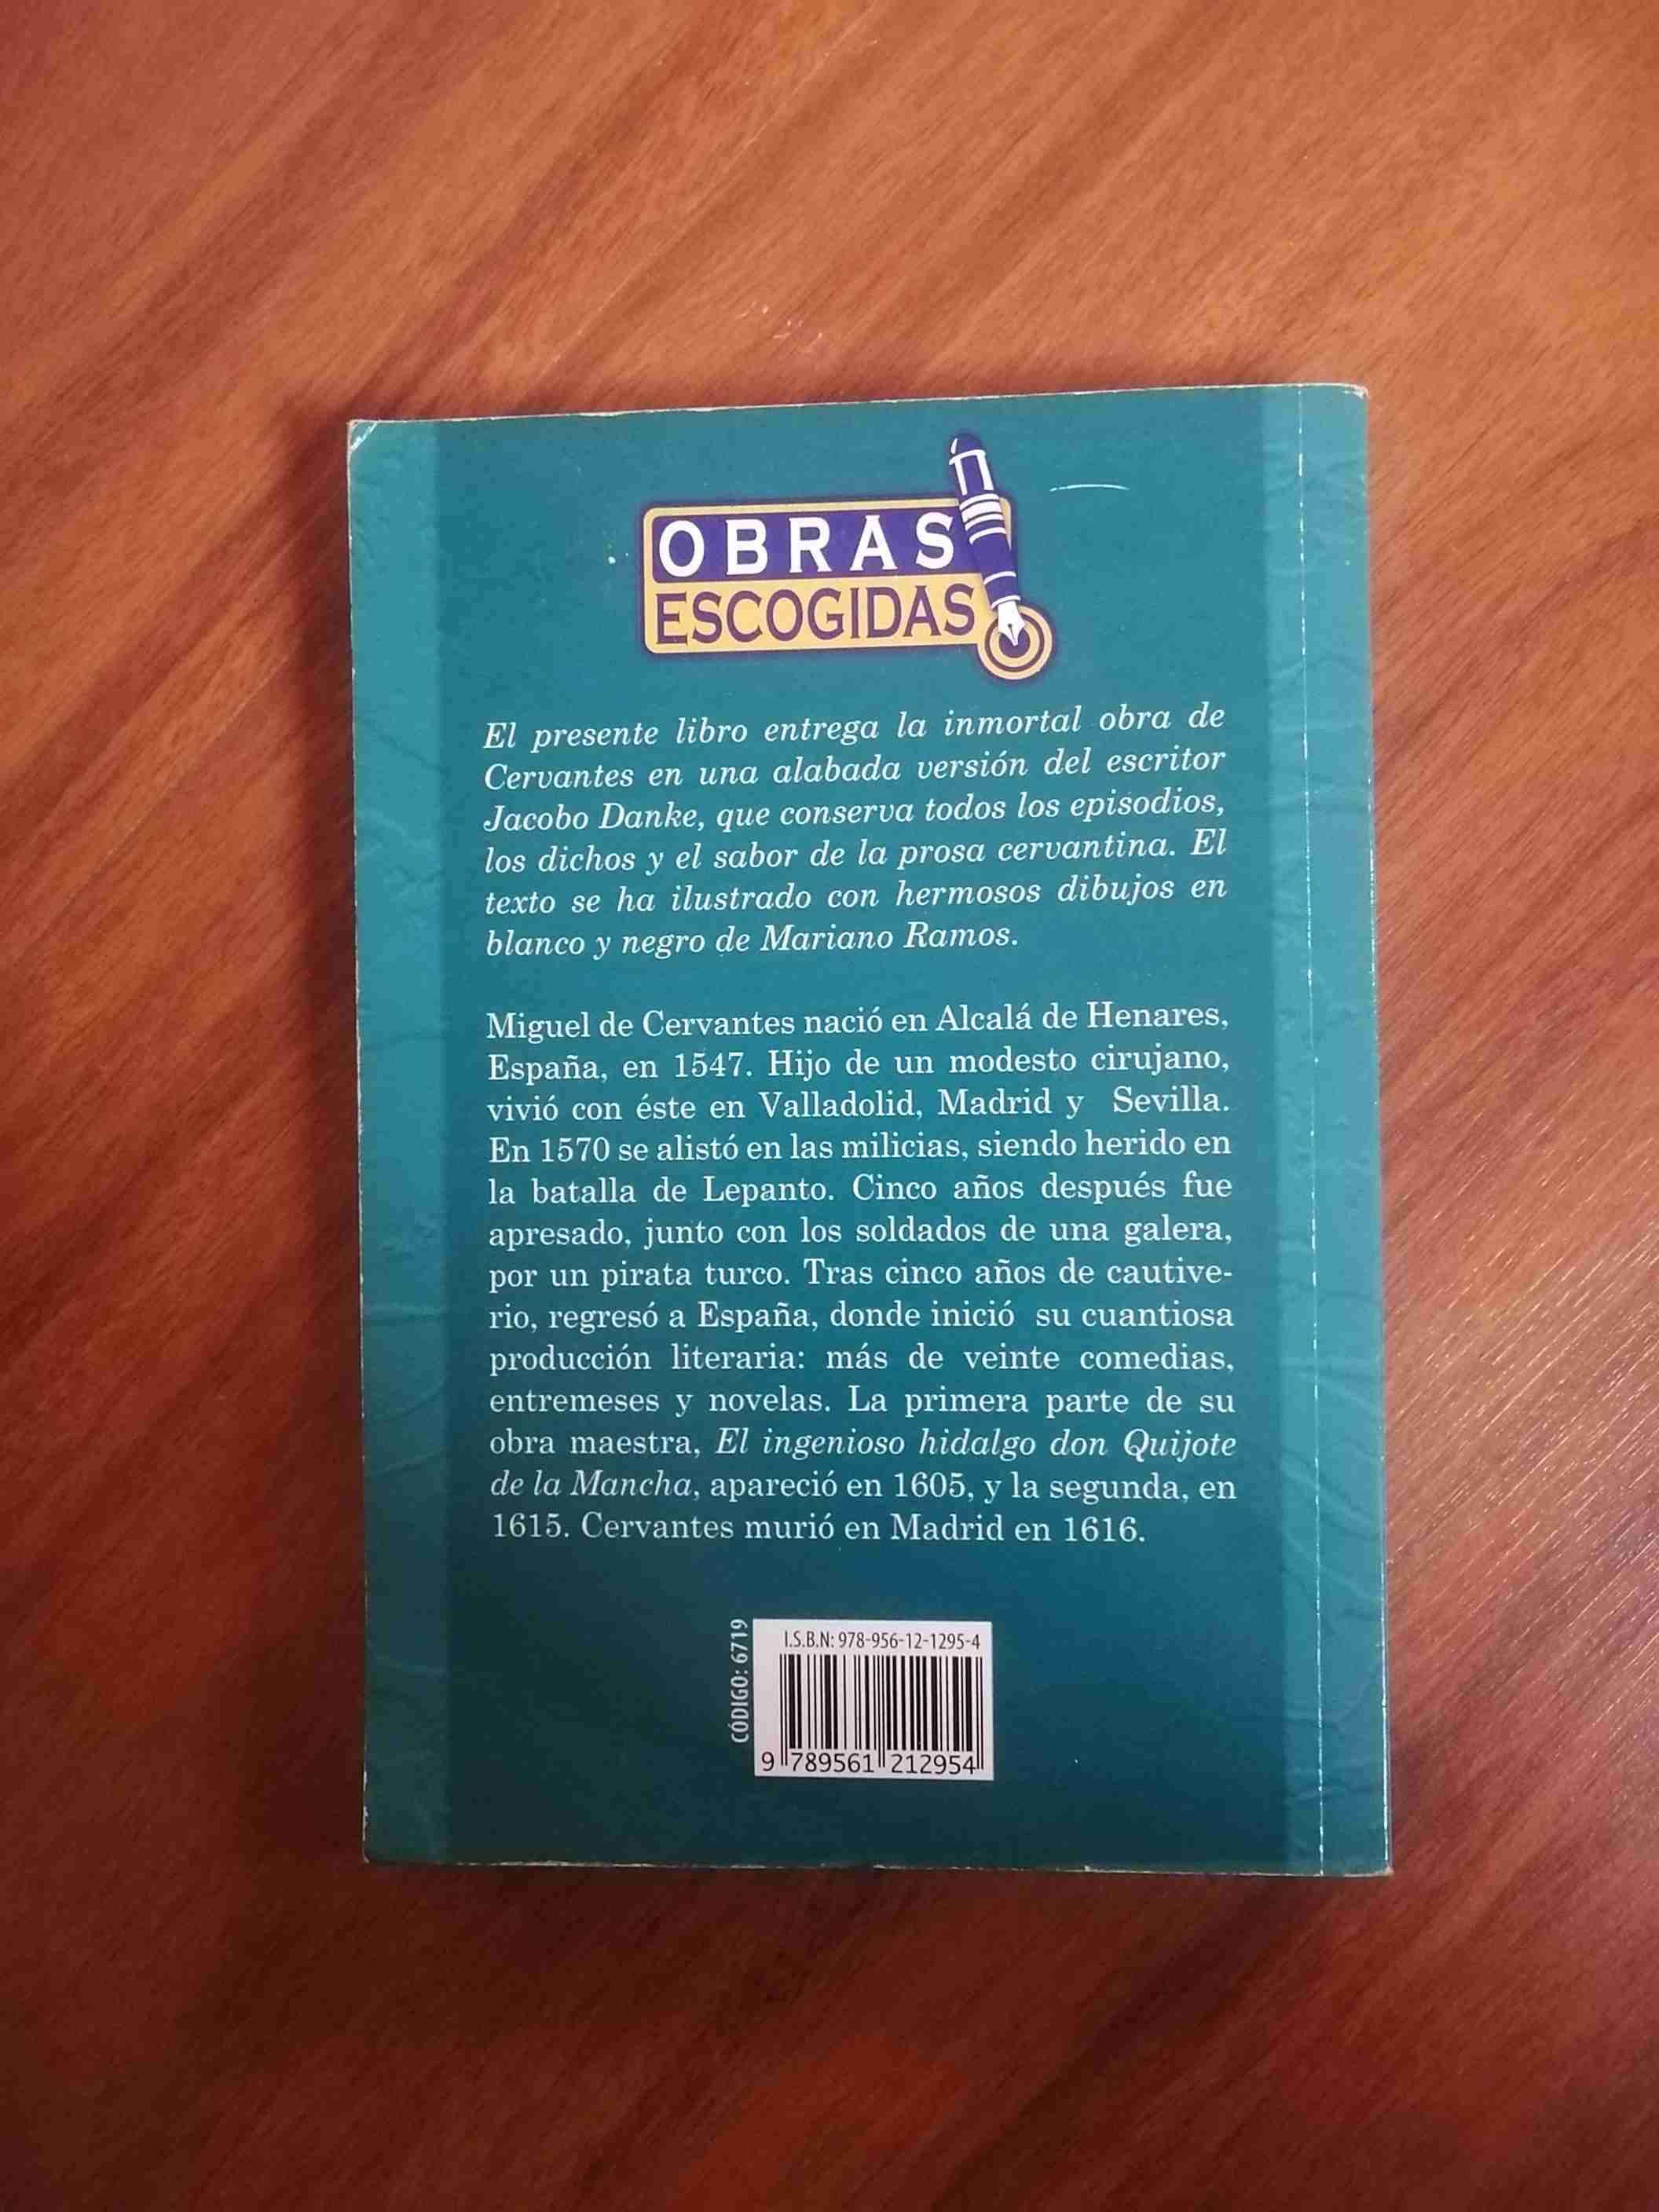 OBRAS
ESCOGIDAS
El presente libro entrega la inmortal obra de
Cervantes en una alabada versión del escritor
Jacobo Danke, que conserva todos los episodios,
los dichos y el sabor de la prosa cervantina. El
texto se ha ilustrado con hermosos dibujos en
blanco y negro de Mariano Ramos.
Miguel de Cervantes nació en Alcalá de Henares,
España, en 1547. Hijo de un modesto cirujano,
vivió con éste en Valladolid, Madrid y Sevilla.
En 1570 se alistó en las milicias, siendo herido en
la batalla de Lepanto. Cinco años después fue
apresado, junto con los soldados de una galera,
por un pirata turco. Tras cinco años de cautive-
rio, regresó a España, donde inició su cuantiosa
producción literaria: más de veinte comedias,
entremeses y novelas. La primera parte de su
obra maestra, El ingenioso hidalgo don Quijote
de la Mancha, apareció en 1605, y la segunda, en
1615. Cervantes murió en Madrid en 1616.
CÓDIGO: 6719
I.S.B.N: 978-956-12-1295-4
9 789561 212954